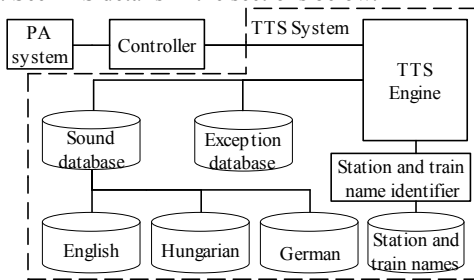 PA
system
Controller
TTS System
TTS
Engine
Sound
database
Exception
database
Station and train
name identifier
English
Hungarian
German
Station and
train names